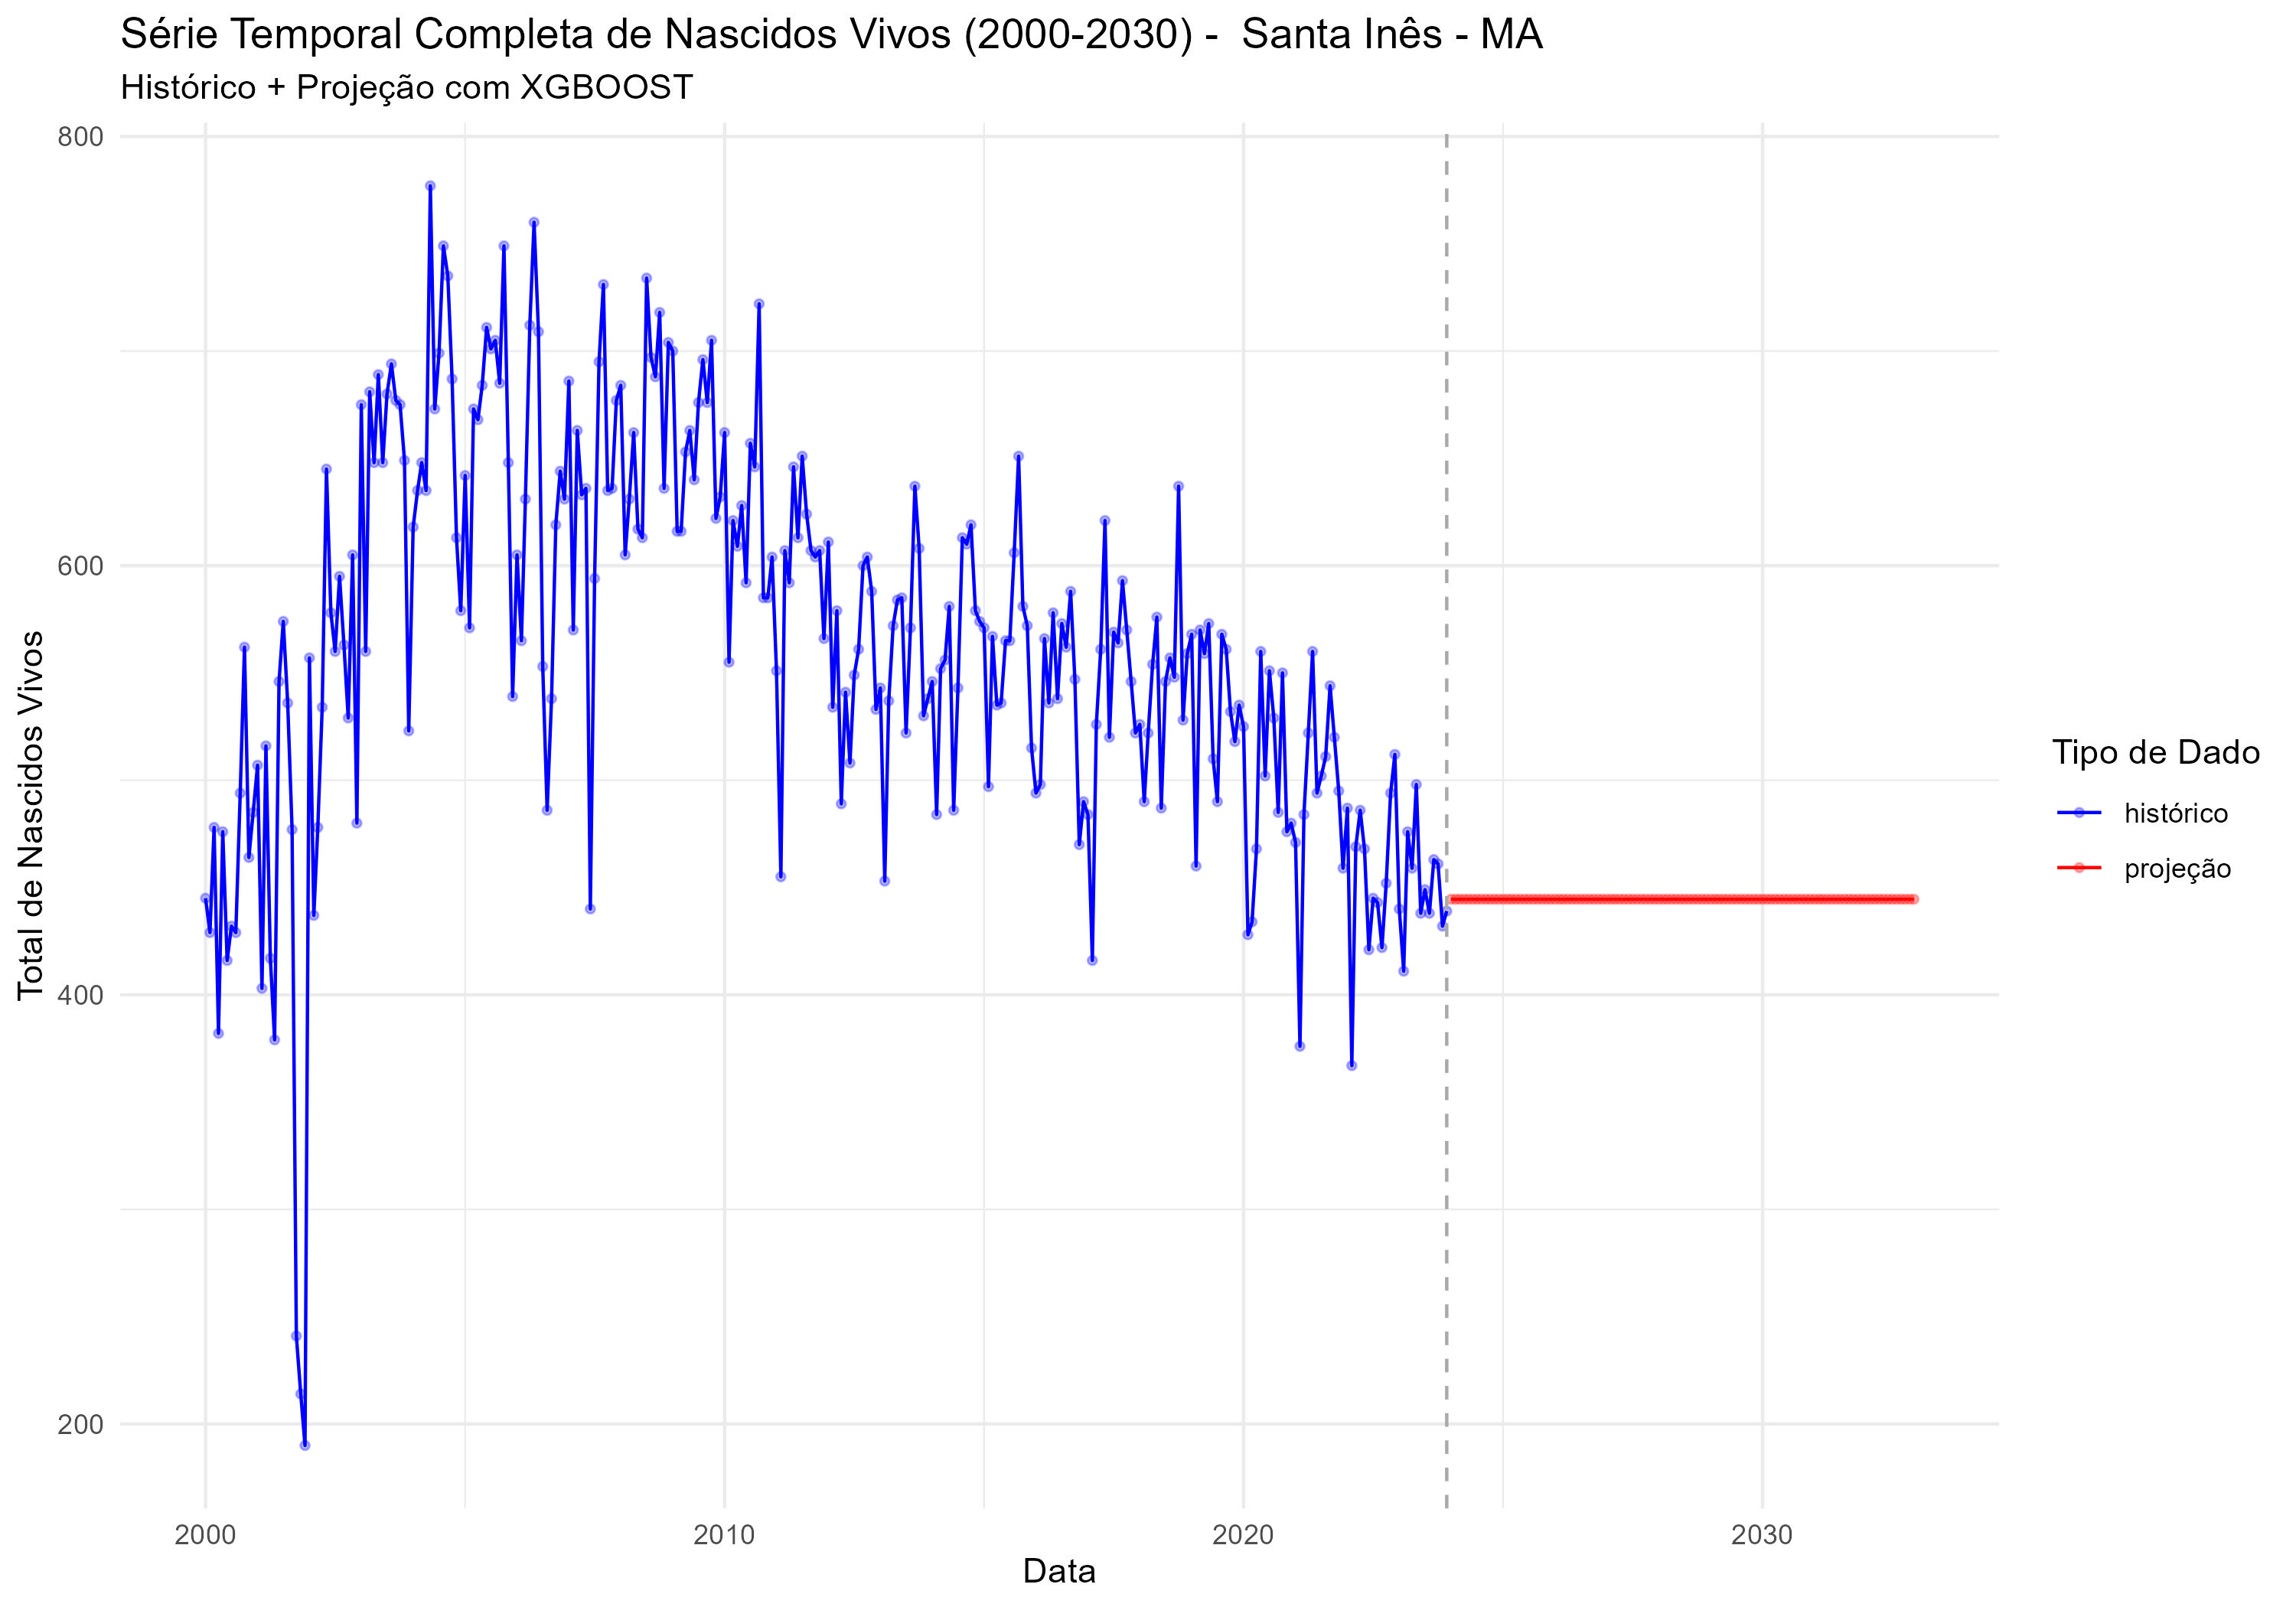 Série Temporal Completa de Nascidos Vivos (2000-2030) -  Santa Inês - MA
Histórico + Projeção com XGBOOST
Total de Nascidos Vivos
800
600
400
200
2000
2010
2020
2030
Data
Tipo de Dado
histórico
projeção